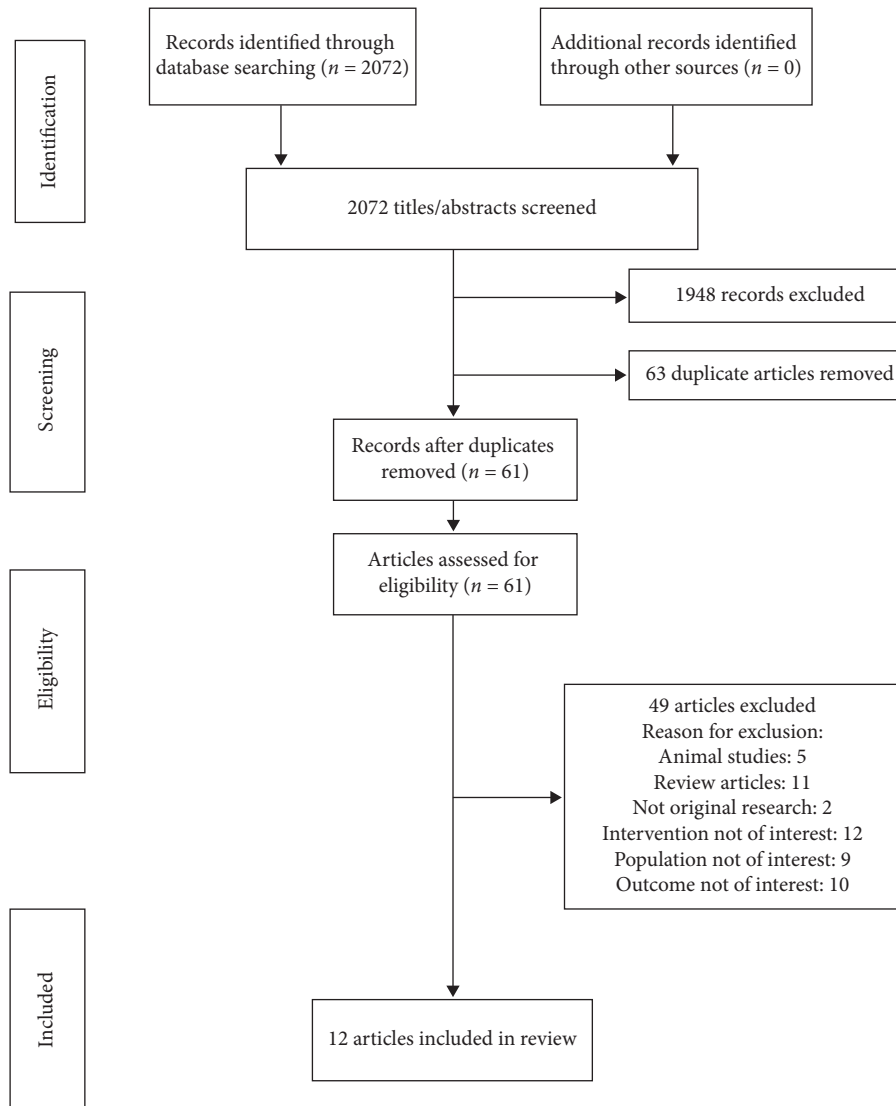 Identification
Records identified through
database searching (n = 2072)
Additional records identified
through other sources (n = 0)
2072 titles/abstracts screened
Screening
1948 records excluded
63 duplicate articles removed
Records after duplicates
removed (n = 61)
Eligibility
Articles assessed for
eligibility (n = 61)
49 articles excluded
Reason for exclusion:
Animal studies: 5
Review articles: 11
Not original research: 2
Intervention not of interest: 12
Population not of interest: 9
Outcome not of interest: 10
Included
12 articles included in review